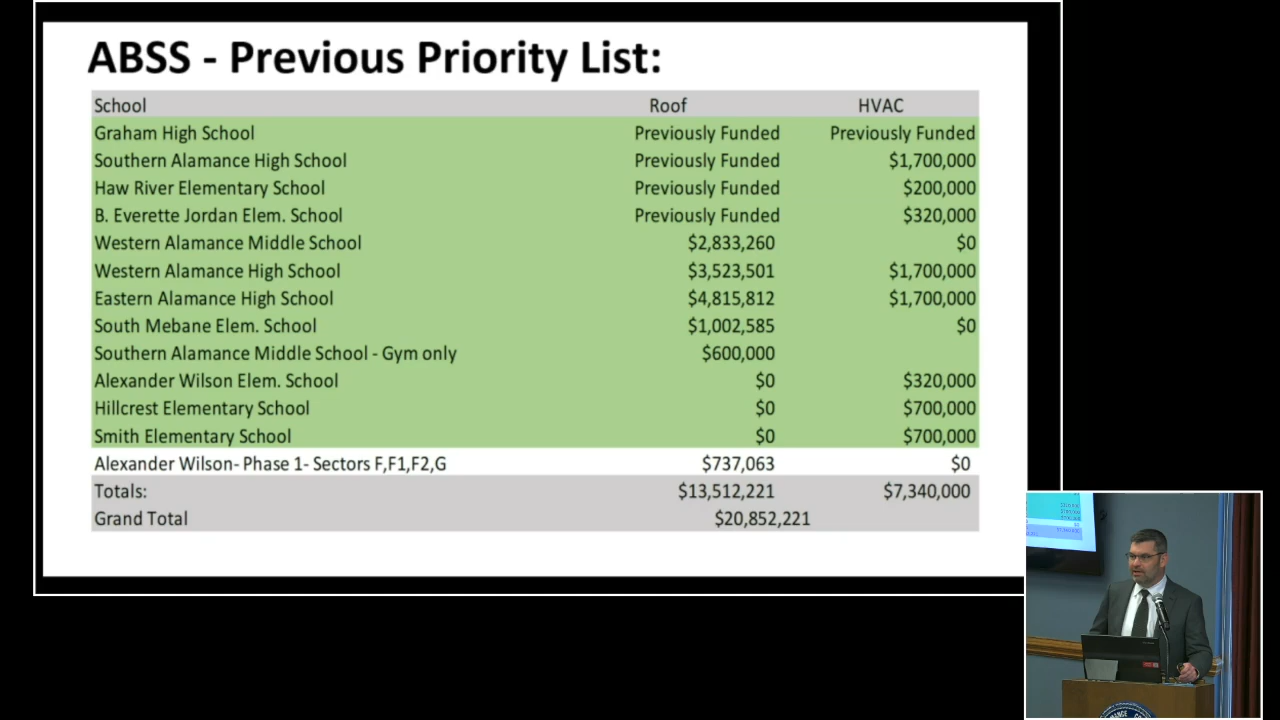 ABSS - Previous Priority List:
School Roof HVAC
Graham High School Previously Funded Previously Funded
Southern Alamance High School Previously Funded $1,700,000
Haw River Elementary School Previously Funded $200,000
B. Everette Jordan Elem. School Previously Funded $320,000
Western Alamance Middle School $2,833,260 $0
Western Alamance High School $3,523,501 $1,700,000
Eastern Alamance High School $4,815,812 $1,700,000
South Mebane Elem. School $1,002,585 $0
Southern Alamance Middle School - Gym only $600,000
Alexander Wilson Elem. School $0 $320,000
Hillcrest Elementary School $0 $700,000
Smith Elementary School $0 $700,000
Alexander Wilson- Phase 1- Sectors F,F1,F2,G $737,063 $0
Totals: $13,512,221 $7,340,000
Grand Total $20,852,221